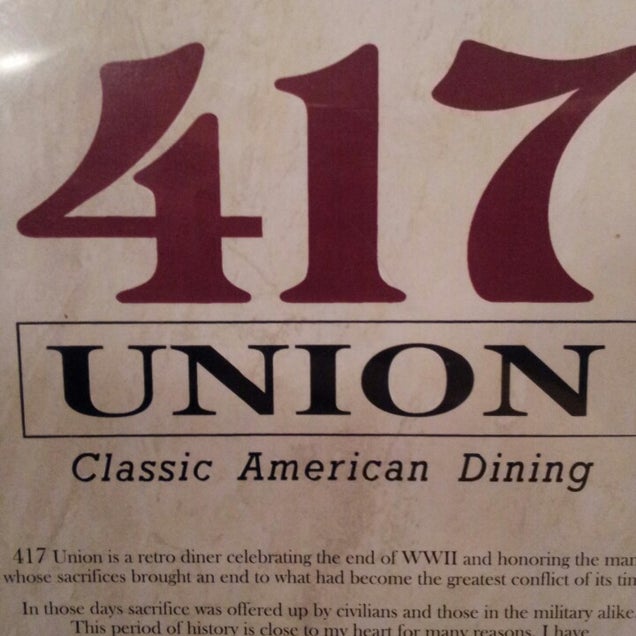 417
UNION
Classic American Dining
417 Union is a retro diner celebrating the end of WWII and honoring the
whose sacrifices brought an end to what had become the greatest conflict of its
In those days sacrifice was offered up by civilians and those in the military alike.
This period of history is close to my heart for many reasons. I have